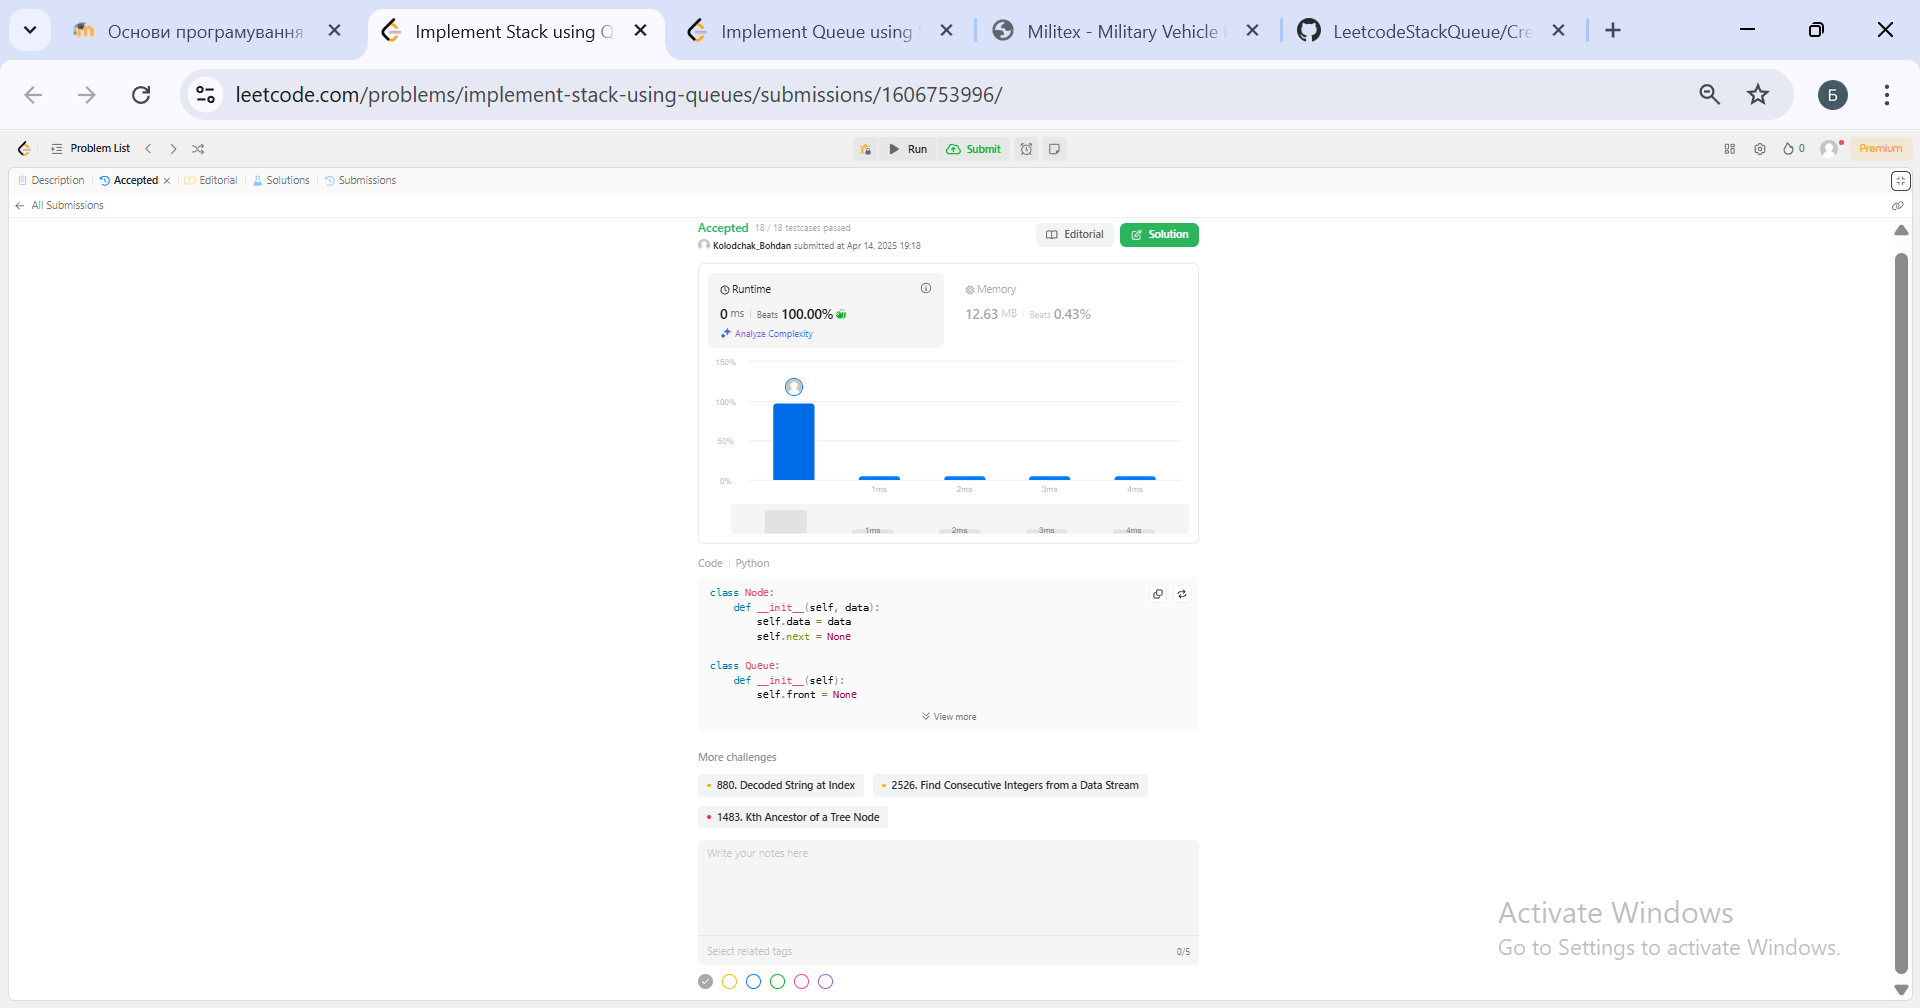 Основи програмування
Implement Stack using Q
Implement Queue using
Militex - Military Vehicle
LeetcodeStackQueue/Cre
leetcode.com/problems/implement-stack-using-queues/submissions/1606753996/
Б
Problem List
Run
Submit
0
Premium
Description
Accepted
Editorial
Solutions
Submissions
All Submissions
Accepted 18 / 18 testcases passed
Kolodchak_Bohdan submitted at Apr 14, 2025 19:18
Editorial
Solution
Runtime
0 ms Beats 100.00%
Analyze Complexity
Memory
12.63 MB Beats 0.43%
150%
100%
50%
0%
1ms 2ms 3ms 4ms
1ms 2ms 3ms 4ms
Code Python
class Node:
def __init__(self, data):
self.data = data
self.next = None
class Queue:
def __init__(self):
self.front = None
View more
More challenges
880. Decoded String at Index
2526. Find Consecutive Integers from a Data Stream
1483. Kth Ancestor of a Tree Node
Write your notes here
Select related tags
0/5
Activate Windows
Go to Settings to activate Windows.